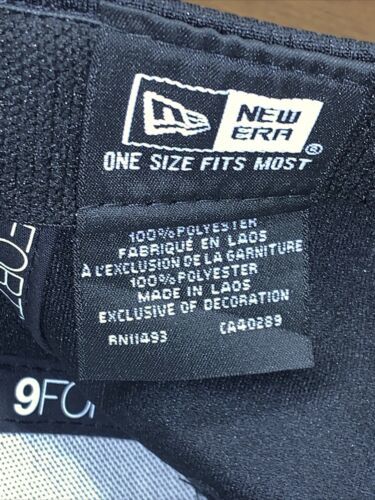 NEW
ERA®
ONE SIZE FITS MOST
100% POLYESTER
FABRIQUÉ EN LAOS
À L'EXCLUSION DE LA GARNITURE
100% POLYESTER
MADE IN LAOS
EXCLUSIVE OF DECORATION
RN11493 CA40289
9FO